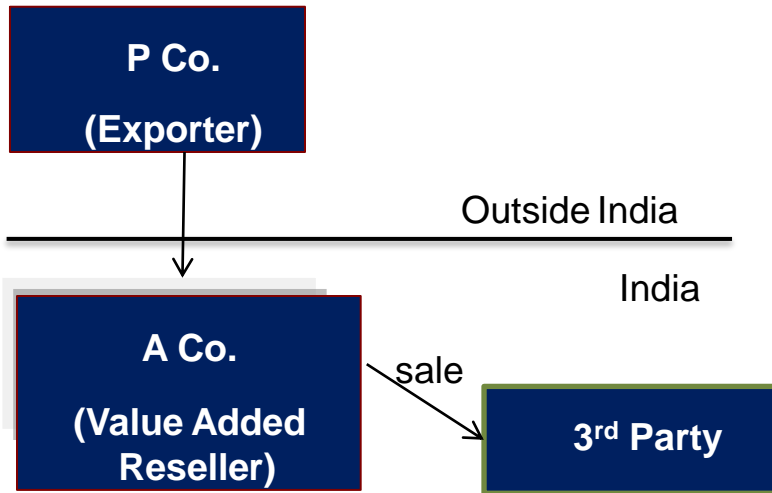 P Co.
(Exporter)
Outside India
India
A Co.
(Value Added
Reseller)
sale
3rd Party